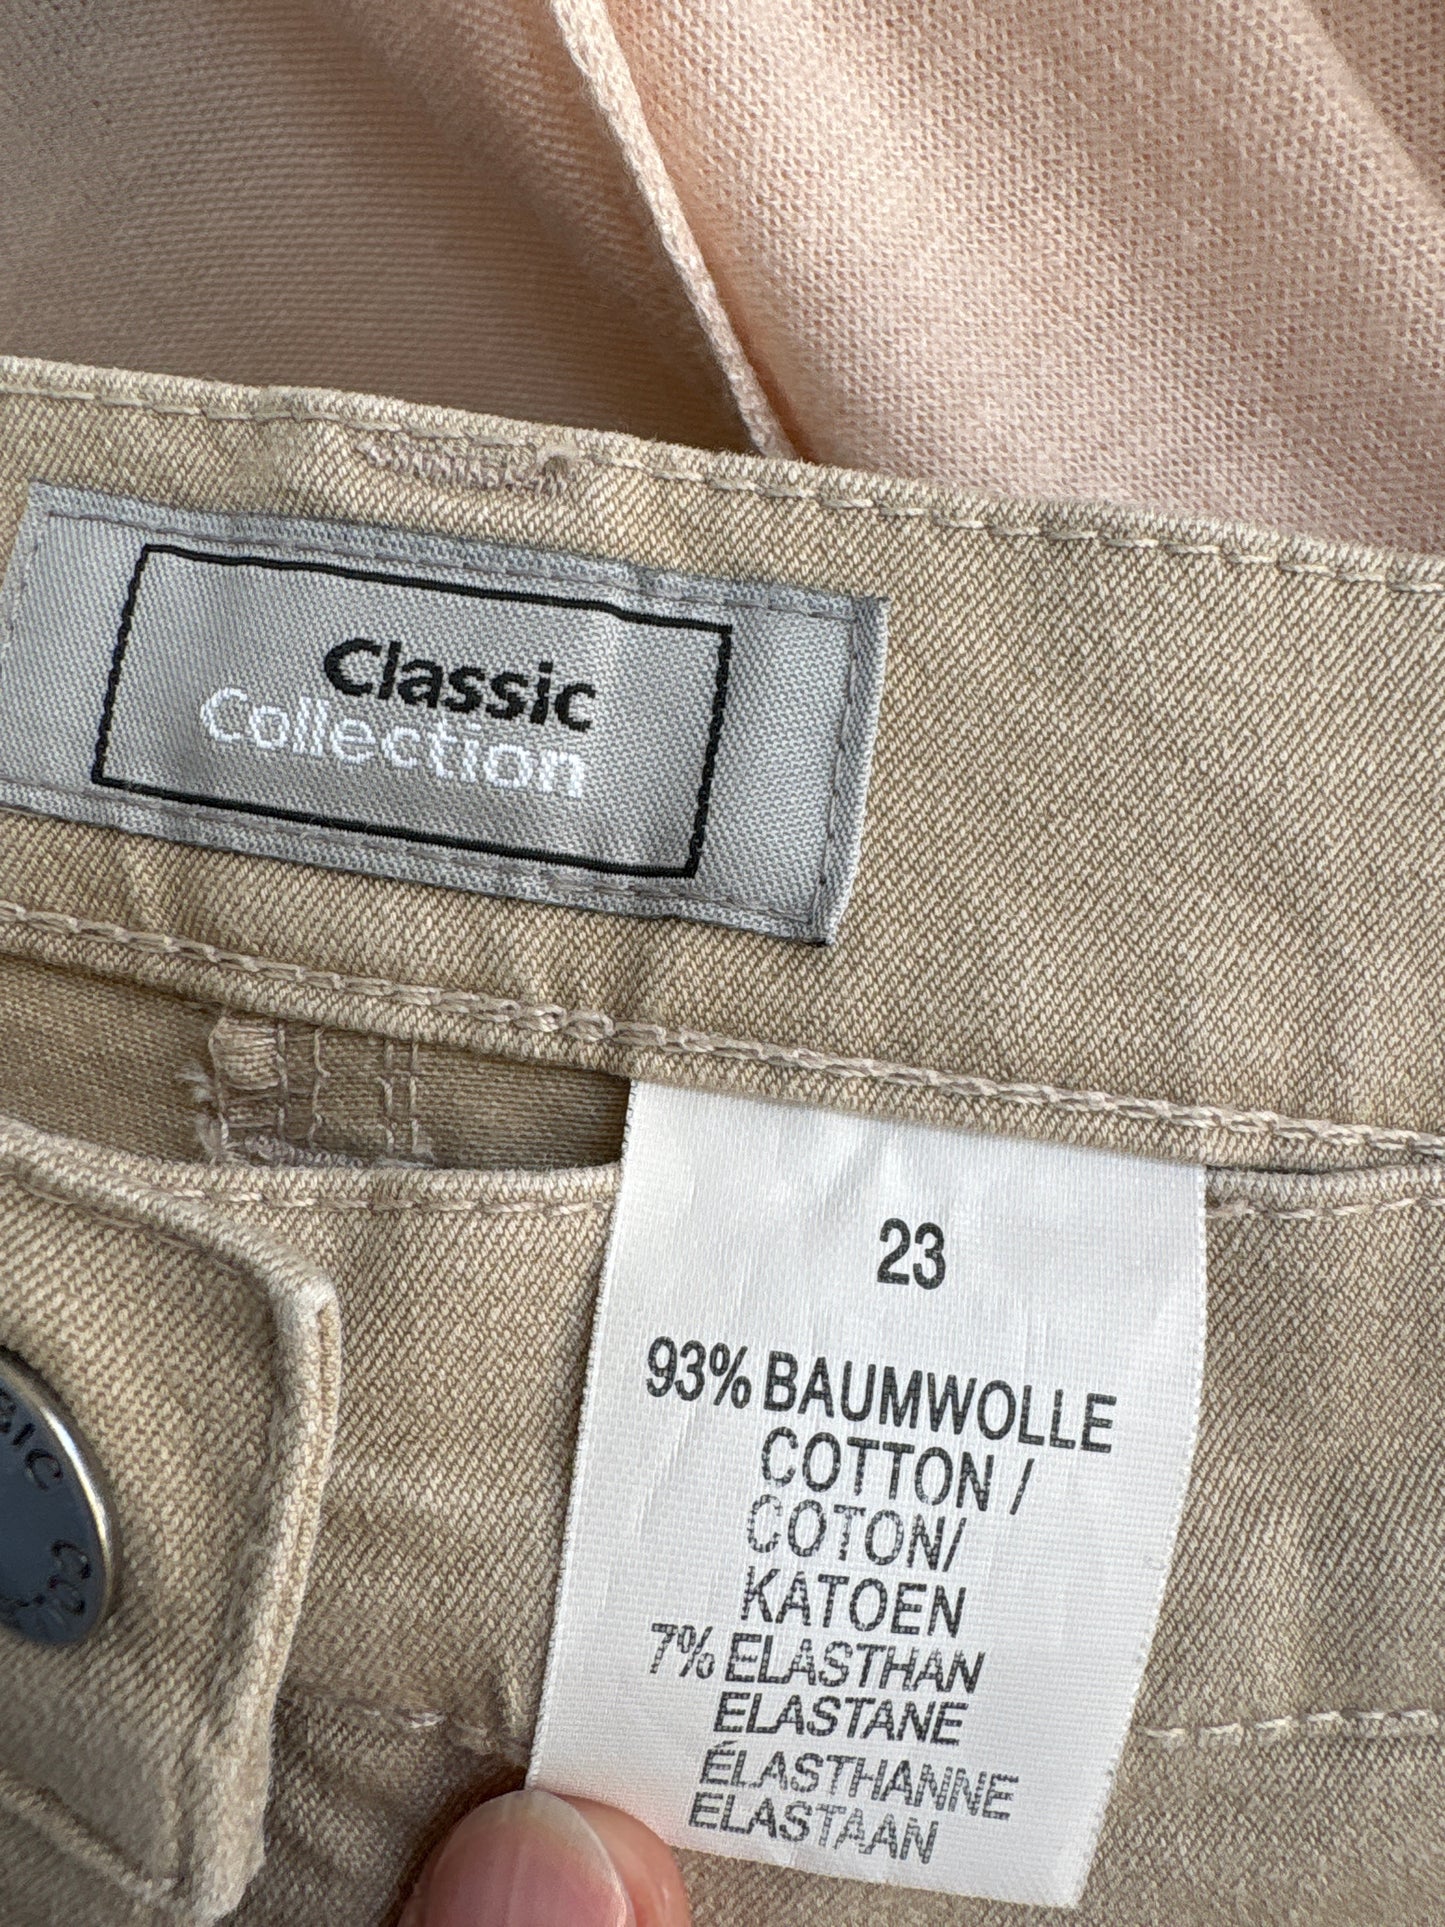 Classic
Collection
23
93% BAUMWOLLE
COTTON /
COTON/
KATOEN
7% ELASTHAN
ELASTANE
ÉLASTHANNE
ELASTAAN